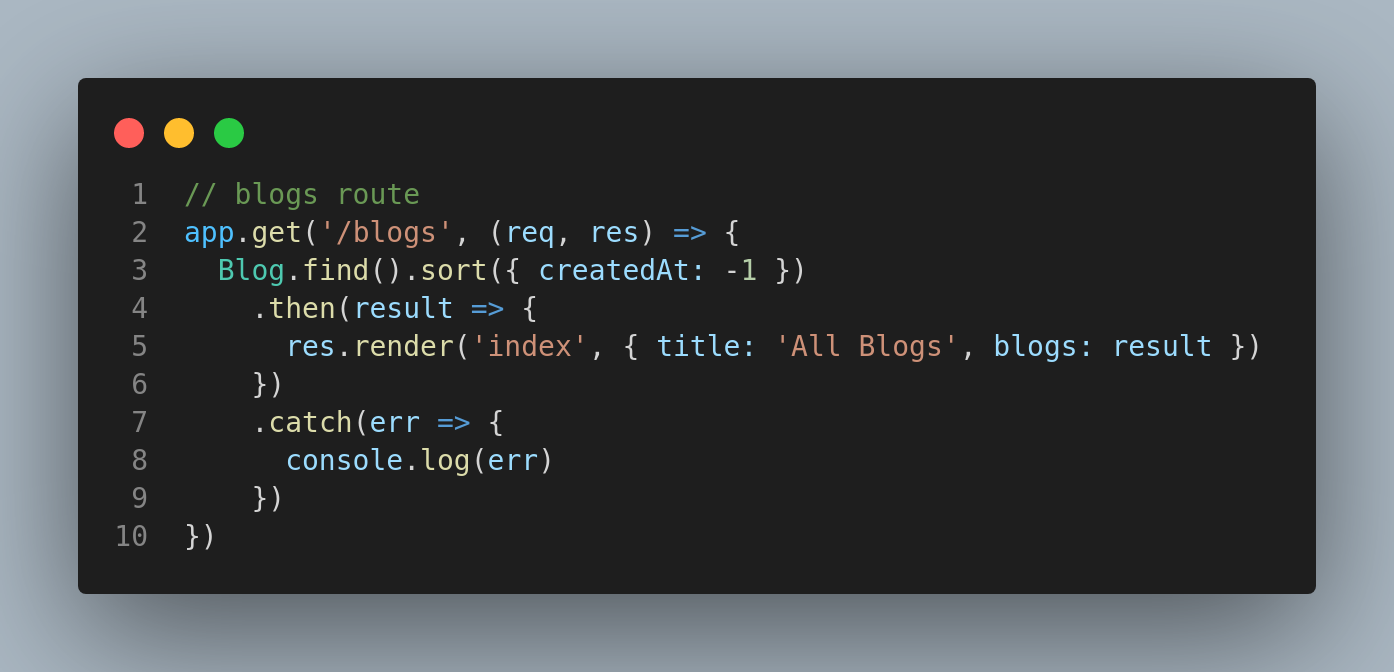 1 // blogs route
2 app.get('/blogs', (req, res) => {
3   Blog.find().sort({ createdAt: -1 })
4     .then(result => {
5       res.render('index', { title: 'All Blogs', blogs: result })
6     })
7     .catch(err => {
8       console.log(err)
9     })
10 })